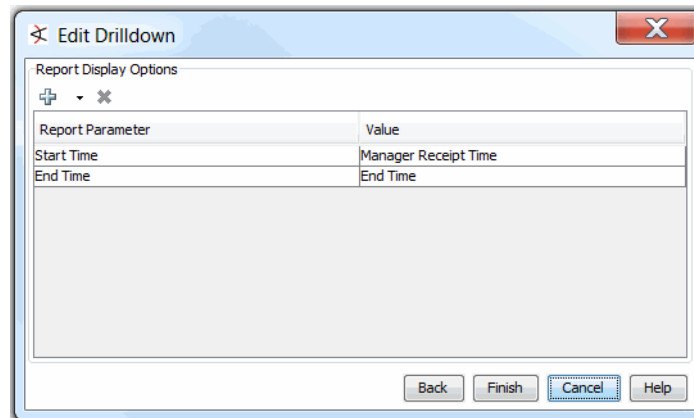 Edit Drilldown
Report Display Options
Report Parameter Value
Start Time Manager Receipt Time
End Time End Time
Back Finish Cancel Help